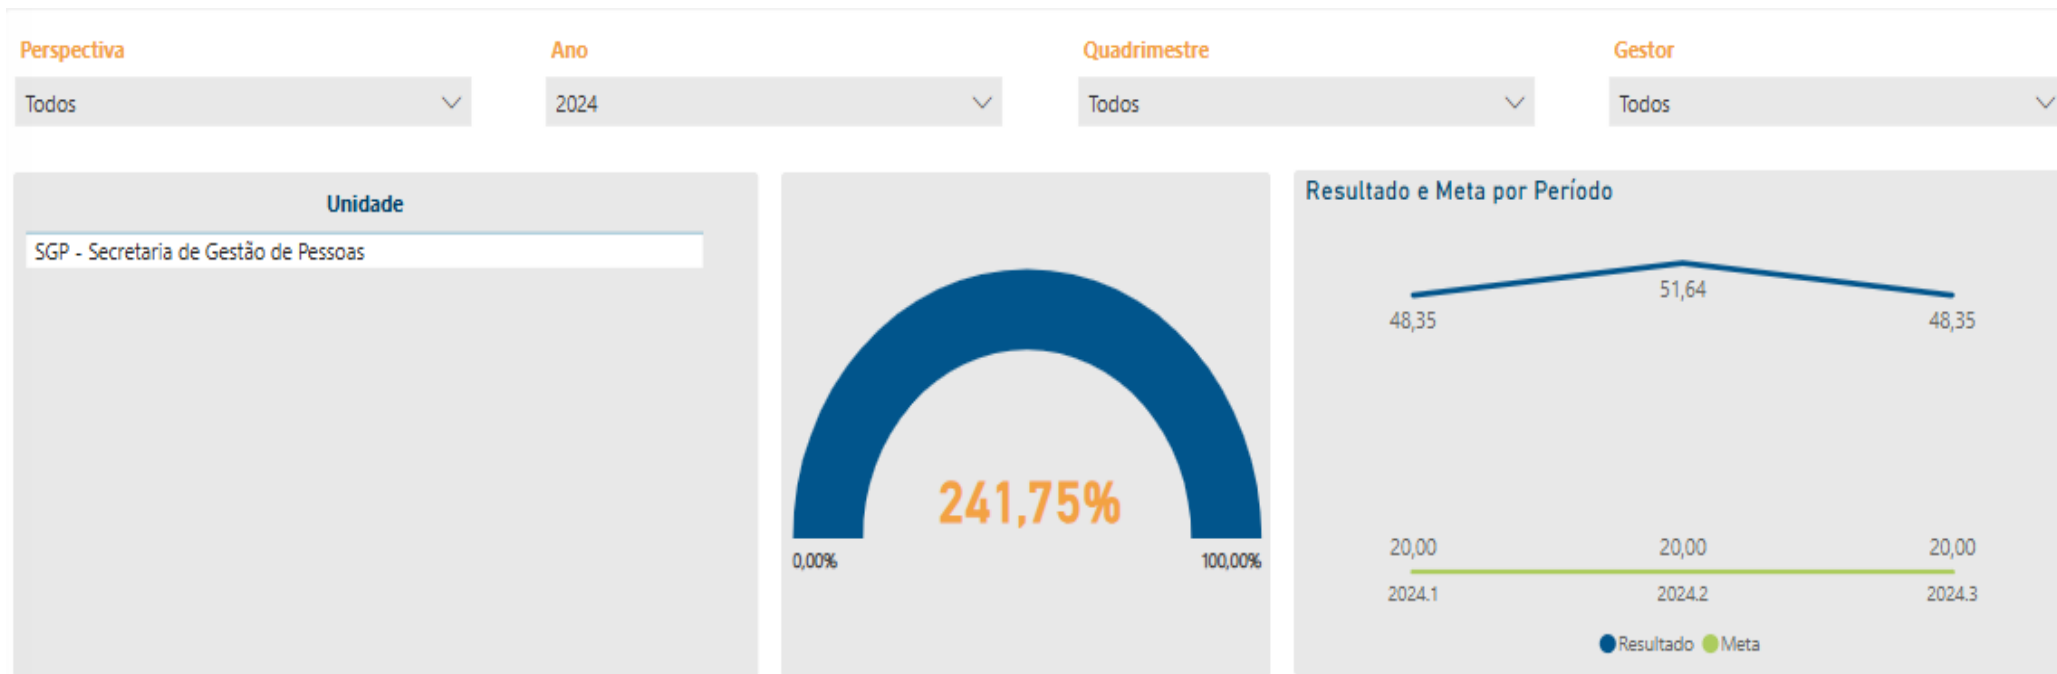 Perspectiva
Todos
Ano
2024
Quadrimestre
Todos
Gestor
Todos
Unidade
SGP - Secretaria de Gestão de Pessoas
241,75%
0,00%
100,00%
Resultado e Meta por Período
48,35
51,64
48,35
20,00
20,00
20,00
2024.1
2024.2
2024.3
Resultado
Meta